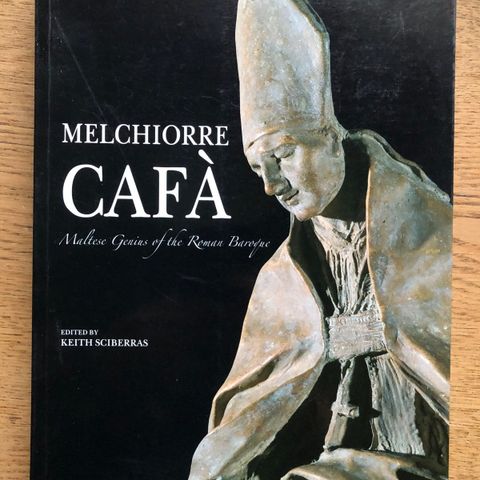 MELCHIORRE
CAFÀ
Maltese Genius of the Roman Baroque
EDITED BY
KEITH SCIBERRAS